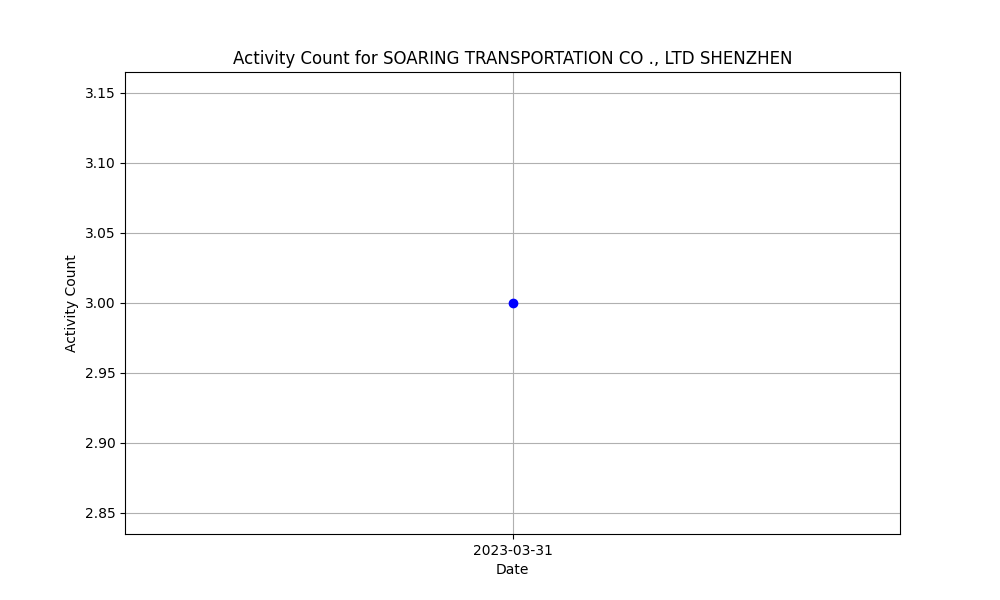 Activity Count for SOARING TRANSPORTATION CO ., LTD SHENZHEN
3.15
3.10
3.05
3.00
2.95
2.90
2.85
Activity Count
2023-03-31
Date